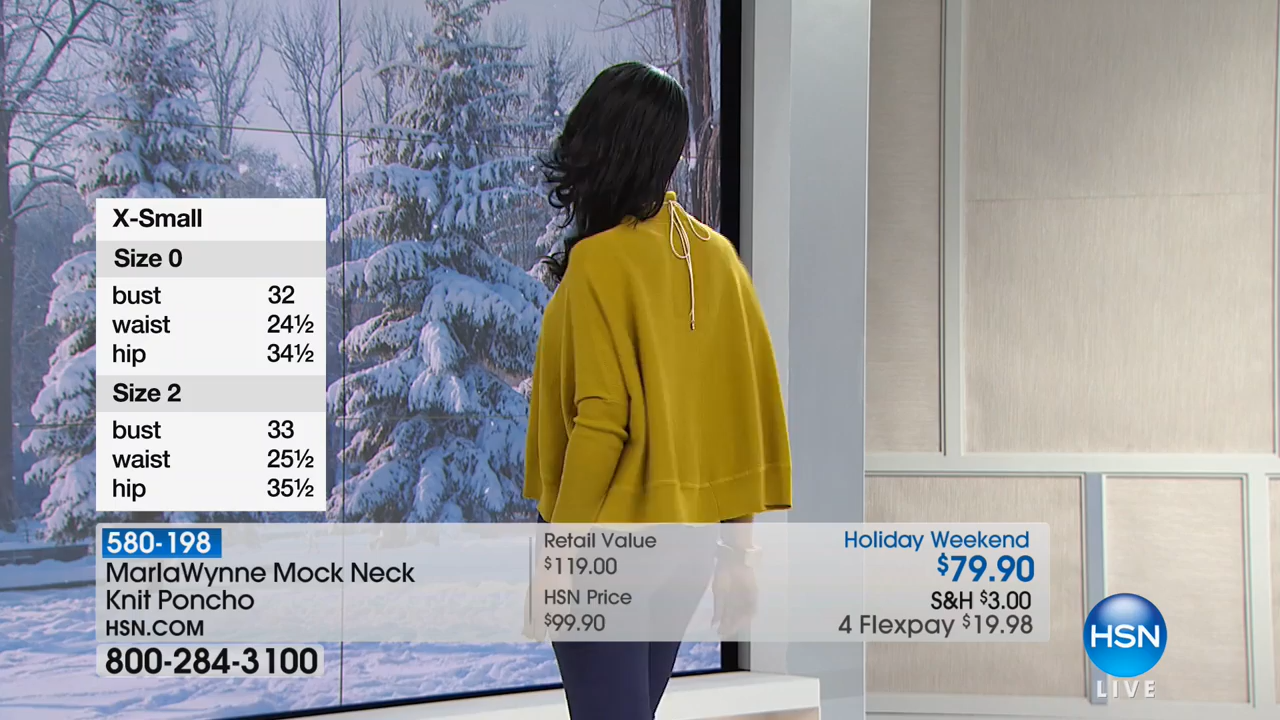 X-Small
Size 0
bust 32
waist 24½
hip 34½
Size 2
bust 33
waist 25½
hip 35½
580-198
MarlaWynne Mock Neck
Knit Poncho
HSN.COM
800-284-3100
Retail Value
$119.00
HSN Price
$99.90
Holiday Weekend
$79.90
S&H $3.00
4 Flexpay $19.98
HSN
LIVE